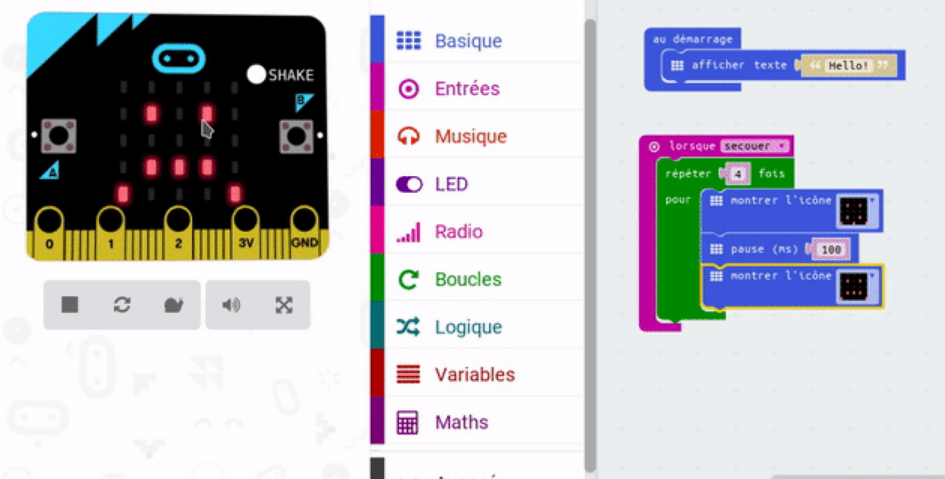 SHAKE
B
A
0 1 2 3V GND
Basique
Entrées
Musique
LED
Radio
Boucles
Logique
Variables
Maths
au démarrage
afficher texte “ Hello! ”
lorsque secouer
répéter 4 fois
pour montrer l'icône
pause (ms) 100
montrer l'icône